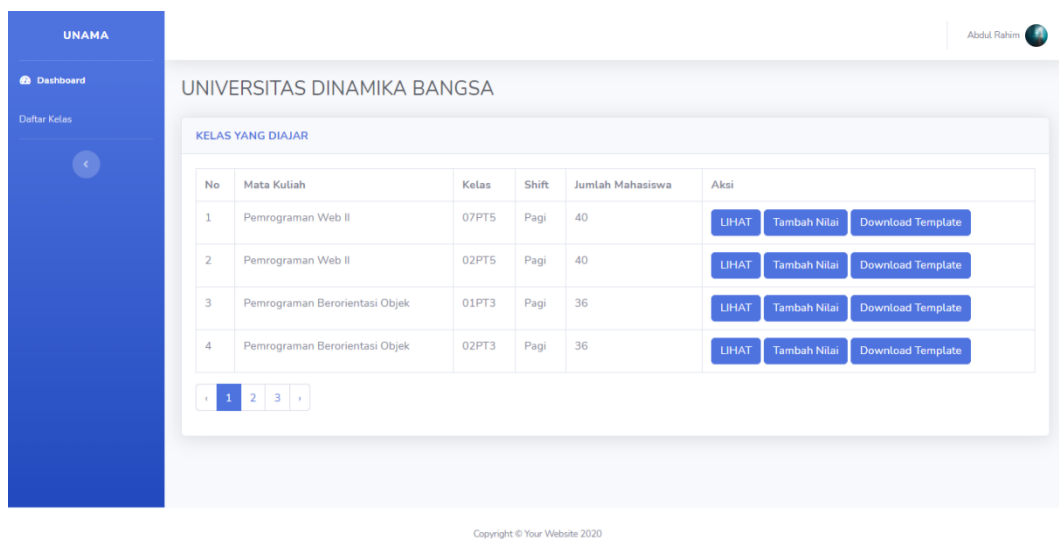 UNAMA
Abdul Rahim
Dashboard
UNIVERSITAS DINAMIKA BANGSA
Daftar Kelas
KELAS YANG DIAJAR
No Mata Kuliah Kelas Shift Jumlah Mahasiswa Aksi
1 Pemrograman Web II 07PT5 Pagi 40 LIHAT Tambah Nilai Download Template
2 Pemrograman Web II 02PT5 Pagi 40 LIHAT Tambah Nilai Download Template
3 Pemrograman Berorientasi Objek 01PT3 Pagi 36 LIHAT Tambah Nilai Download Template
4 Pemrograman Berorientasi Objek 02PT3 Pagi 36 LIHAT Tambah Nilai Download Template
‹ 1 2 3 ›
Copyright © Your Website 2020